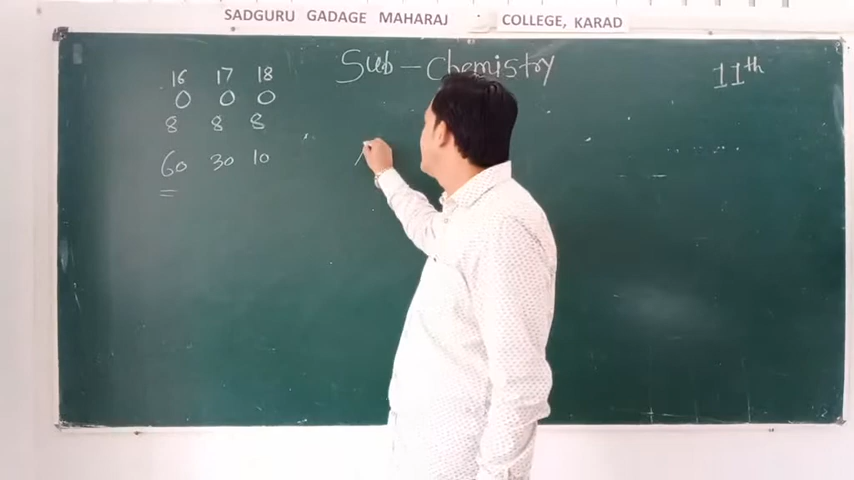 SADGURU GADAGE MAHARAJ COLLEGE, KARAD
Sub - Chemistry 11th
16 17 18
O O O
8 8 8
60 30 10